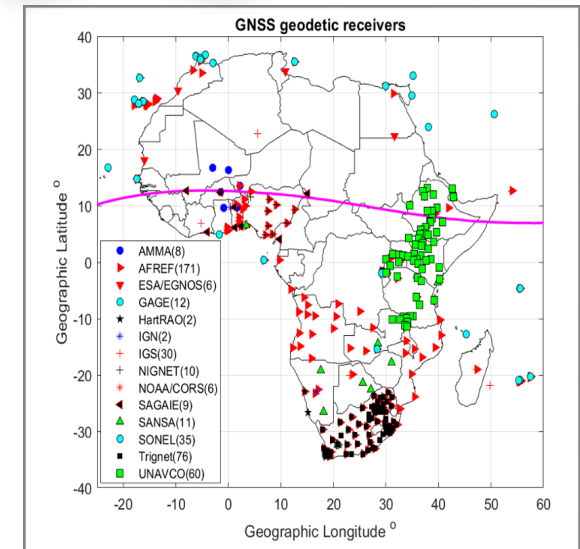 GNSS geodetic receivers
40
30
20
10
0
-10
-20
-30
-40
Geographic Latitude o
AMMA(8)
AFREF(171)
ESA/EGNOS(6)
GAGE(12)
HartRAO(2)
IGN(2)
IGS(30)
NIGNET(10)
NOAA/CORS(6)
SAGAIE(9)
SANSA(11)
SONEL(35)
Trignet(76)
UNAVCO(60)
-20 -10 0 10 20 30 40 50 60
Geographic Longitude o